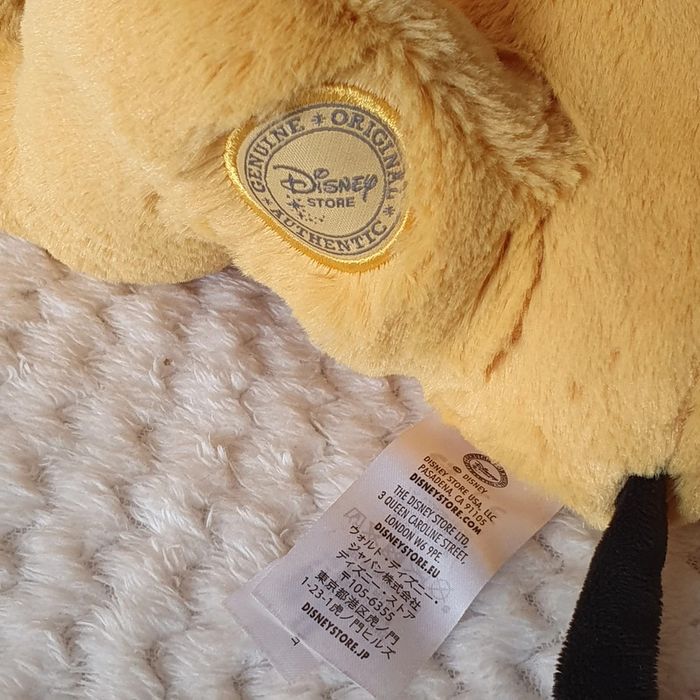 GENUINE * ORIGINAL
Disney
STORE
AUTHENTIC
Disney
© DISNEY
DISNEY STORE USA, LLC
PASADENA, CA 91105
DISNEYSTORE.COM
THE DISNEY STORE LTD,
3 QUEEN CAROLINE STREET,
LONDON W6 9PE.
DISNEYSTORE.EU
ウォルト・ディズニー・
ジャパン株式会社
ディズニー・ストア
〒105-6355
東京都港区虎ノ門
1-23-1虎ノ門ヒルズ
DISNEYSTORE.JP